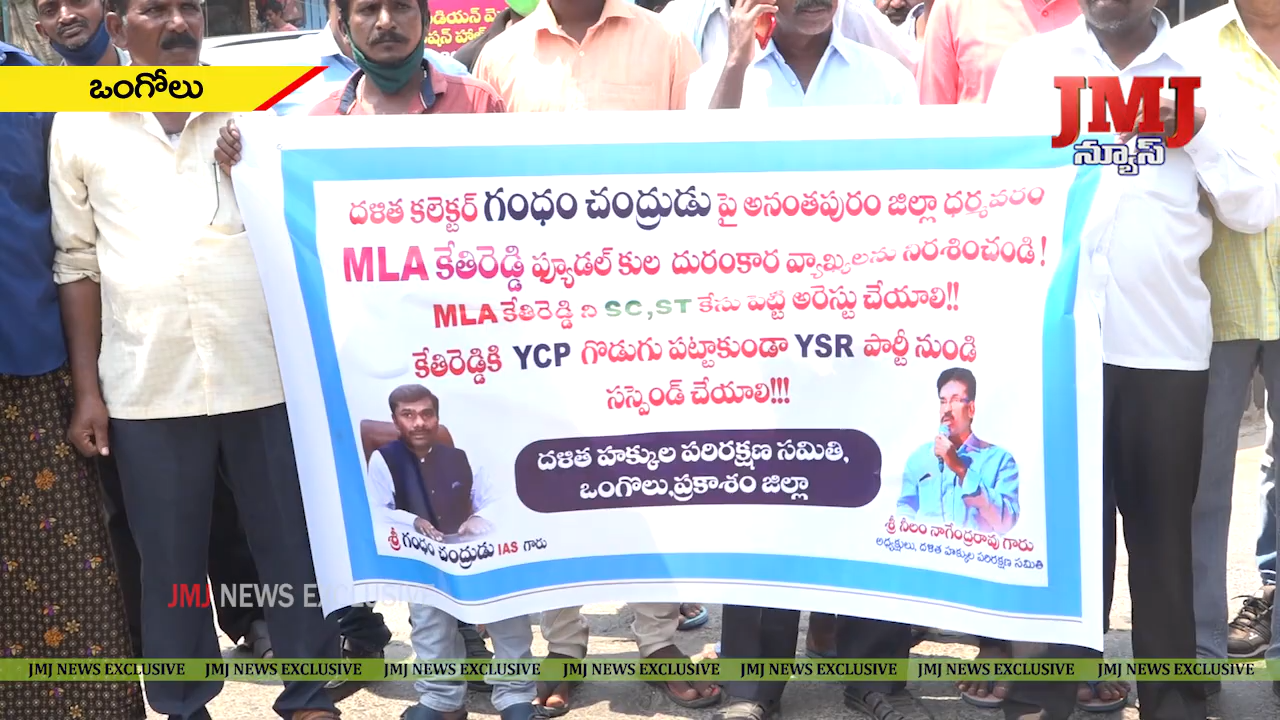 ఒంగోలు
JMJ
న్యూస్
దళిత కలెక్టర్ గంధం చంద్రుడు పై అనంతపురం జిల్లా ధర్మవరం
MLA కేతిరెడ్డి ఫ్యూడల్ కుల దురంకార వ్యాఖ్యలను నిరశించండి!
MLA కేతిరెడ్డి ని SC,ST కేసు పెట్టి అరెస్టు చేయాలి!!
కేతిరెడ్డికి YCP గొడుగు పట్టాకుండా YSR పార్టీ నుండి
సస్పెండ్ చేయాలి!!!
దళిత హక్కుల పరిరక్షణ సమితి,
ఒంగొలు,ప్రకాశం జిల్లా
శ్రీ గంధం చంద్రుడు IAS గారు
శ్రీ నీలం నాగేంద్రరావు గారు
అధ్యక్షులు, దళిత హక్కుల పరిరక్షణ సమితి
JMJ NEWS EXCLUSIVE
JMJ NEWS EXCLUSIVE JMJ NEWS EXCLUSIVE JMJ NEWS EXCLUSIVE JMJ NEWS EXCLUSIVE JMJ NEWS EXCLUSIVE JMJ NEWS EXCLUSIVE JMJ NEWS EXCLUSIVE